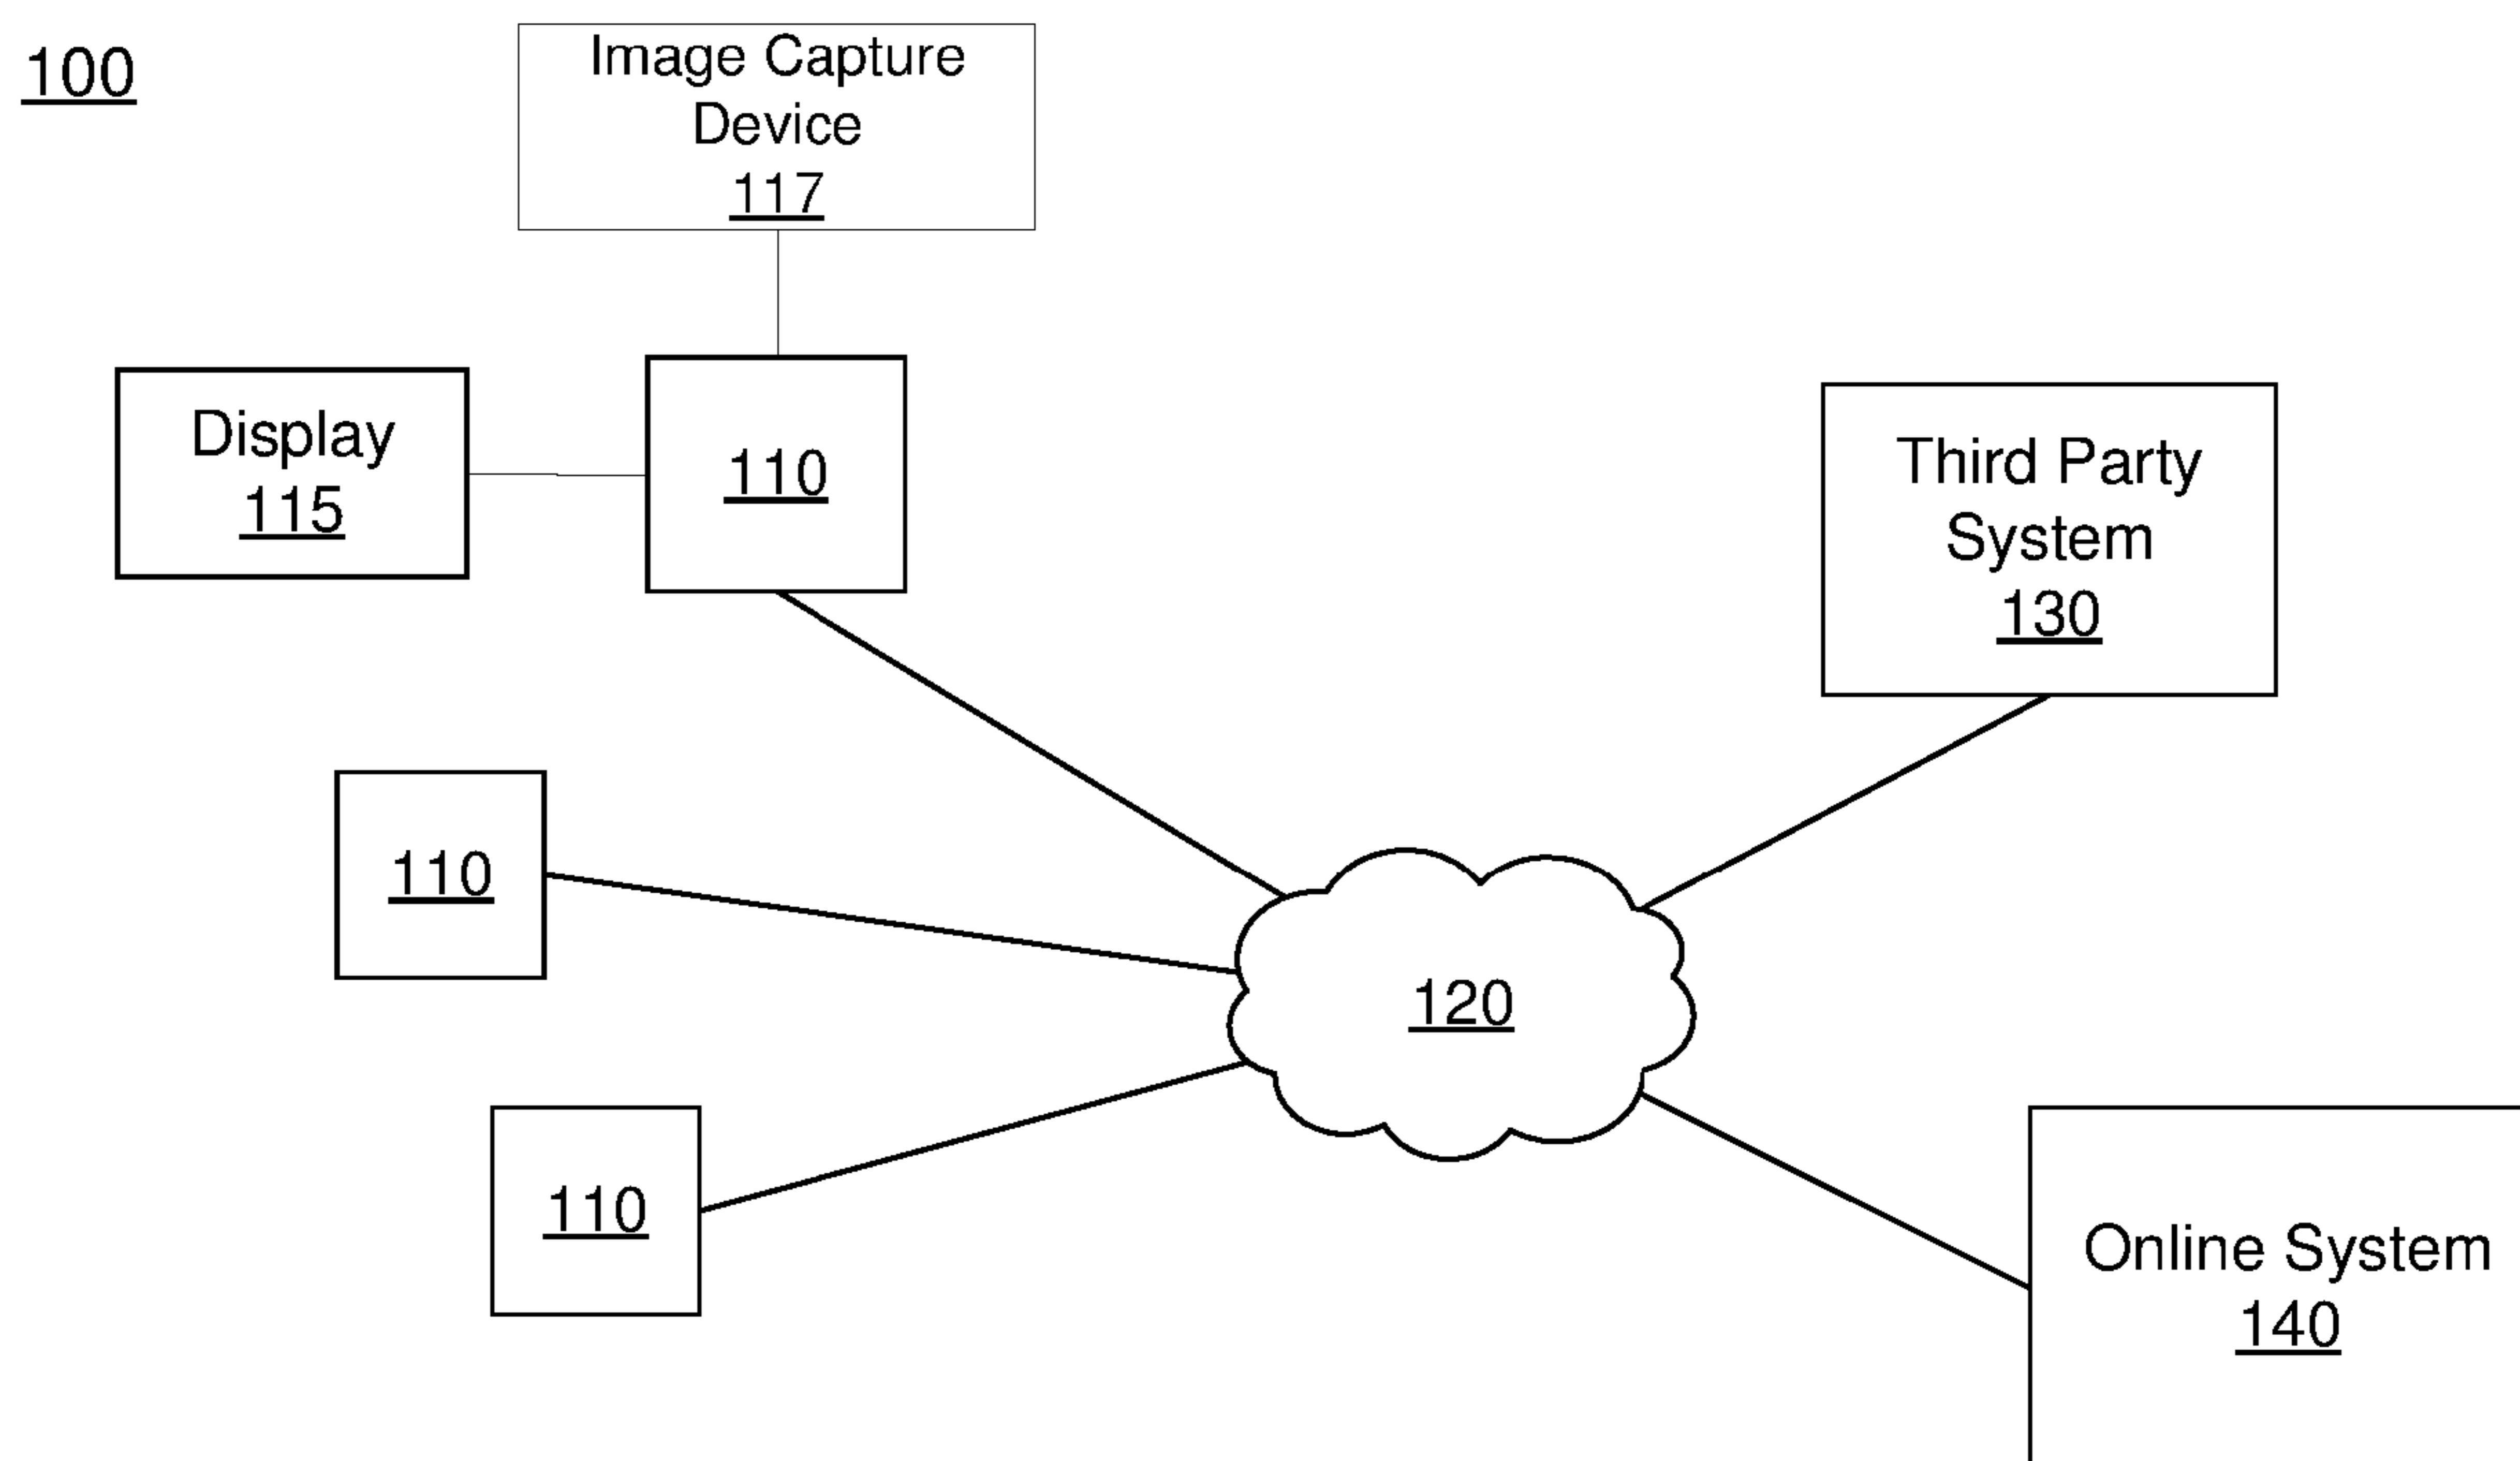 100
Image Capture
Device
117
Display
115
110
Third Party
System
130
110
120
110
Online System
140